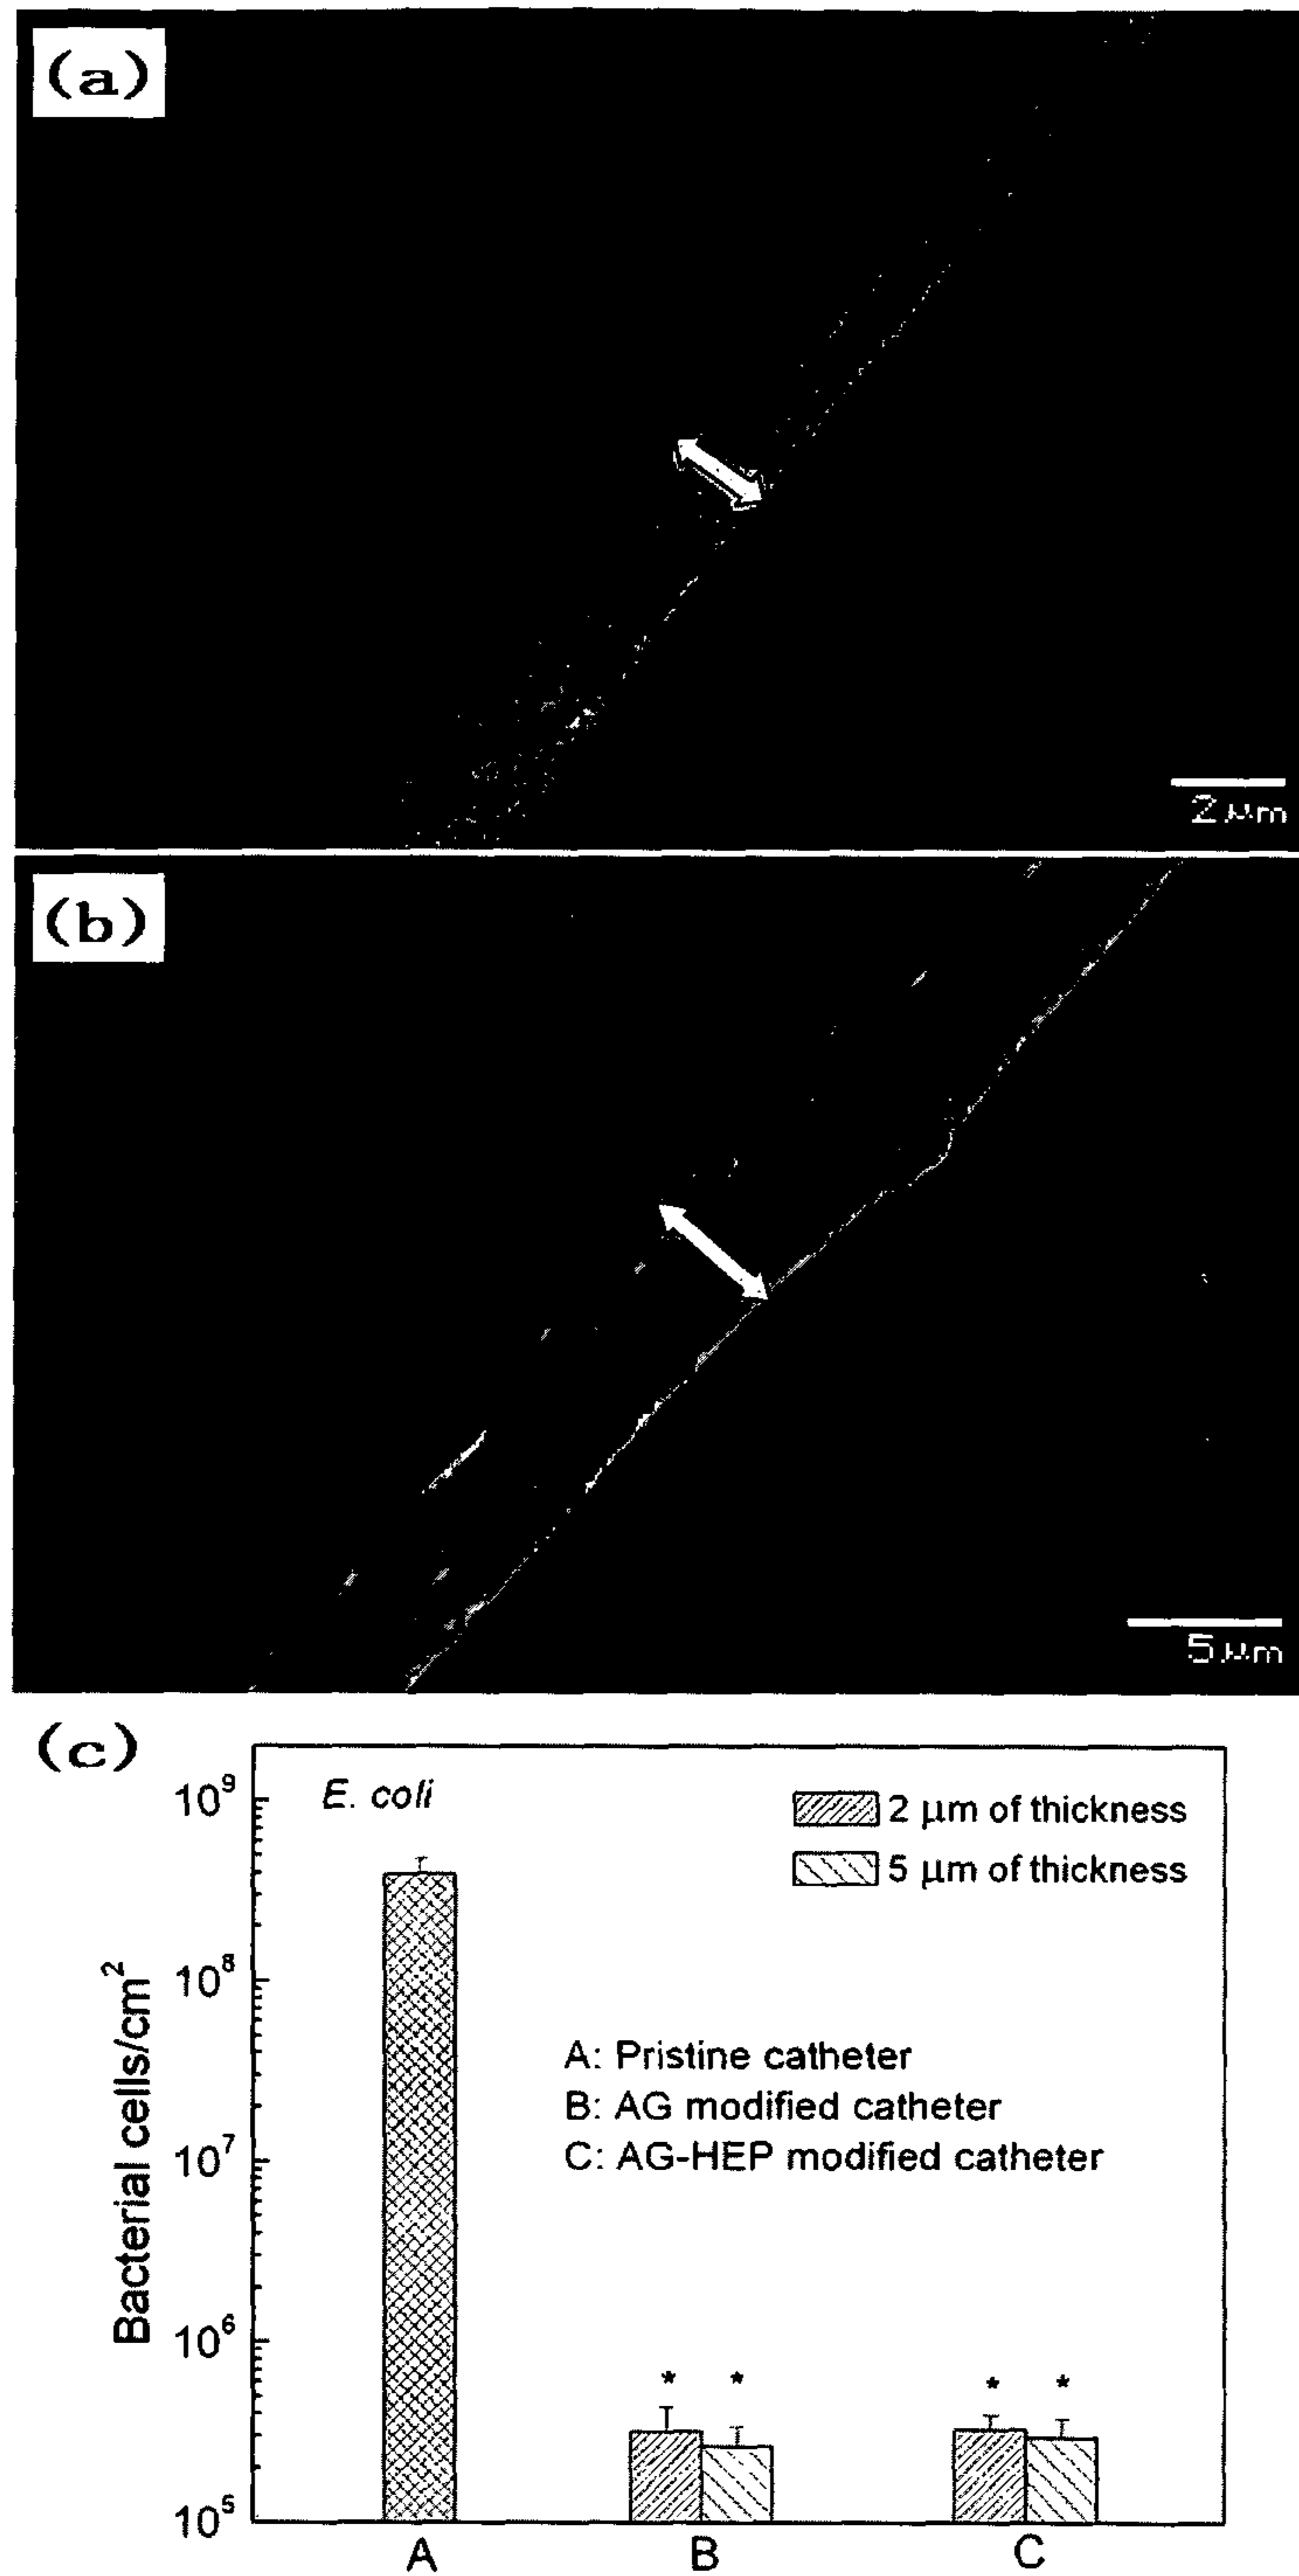 (a)
2 μm
(b)
5 μm
(c)
10⁹
E. coli
2 μm of thickness
5 μm of thickness
10⁸
Bacterial cells/cm²
A: Pristine catheter
B: AG modified catheter
10⁷
C: AG-HEP modified catheter
10⁶
* * * *
10⁵
A B C